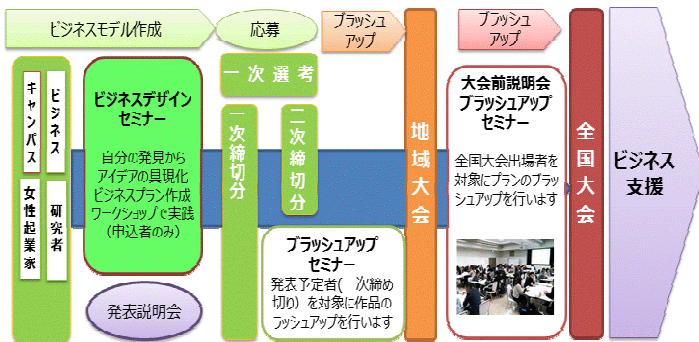 ビジネスモデル作成
応募
ブラッシュ
アップ
ブラッシュ
アップ
キャンパス
ビジネス
女性起業家
研究者
ビジネスデザイン
セミナー
自分の発見から
アイデアの具現化
ビジネスプラン作成
ワークショップで実践
(申込者のみ)
発表説明会
一次選考
一次締切分
二次締切分
ブラッシュアップ
セミナー
発表予定者( 次締め
切り)を対象に作品の
ラッシュアップを行います
地域大会
大会前説明会
ブラッシュアップ
セミナー
全国大会出場者を
対象にプランのブラッ
シュアップを行います
全国大会
ビジネス
支援